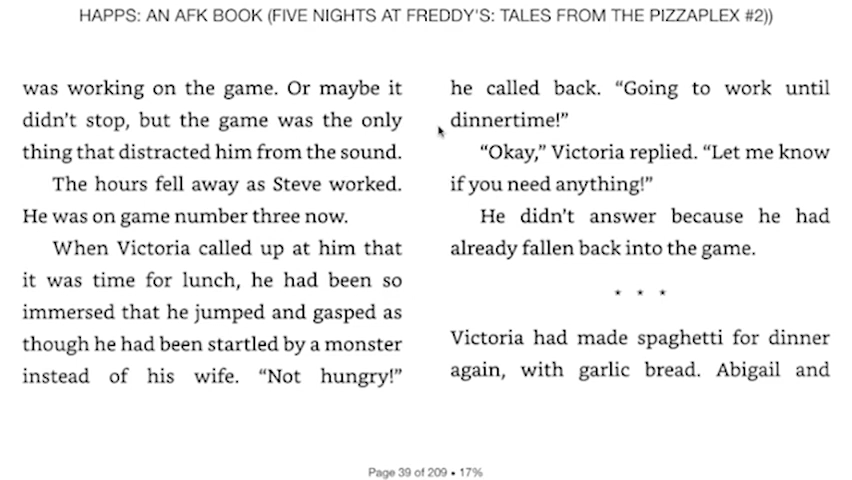 HAPPS: AN AFK BOOK (FIVE NIGHTS AT FREDDY'S: TALES FROM THE PIZZAPLEX #2))
was working on the game. Or maybe it
didn't stop, but the game was the only
thing that distracted him from the sound.
The hours fell away as Steve worked.
He was on game number three now.
When Victoria called up at him that
it was time for lunch, he had been so
immersed that he jumped and gasped as
though he had been startled by a monster
instead of his wife. “Not hungry!”
he called back. “Going to work until
dinnertime!”
“Okay,” Victoria replied. “Let me know
if you need anything!”
He didn't answer because he had
already fallen back into the game.
* * *
Victoria had made spaghetti for dinner
again, with garlic bread. Abigail and
Page 39 of 209 • 17%